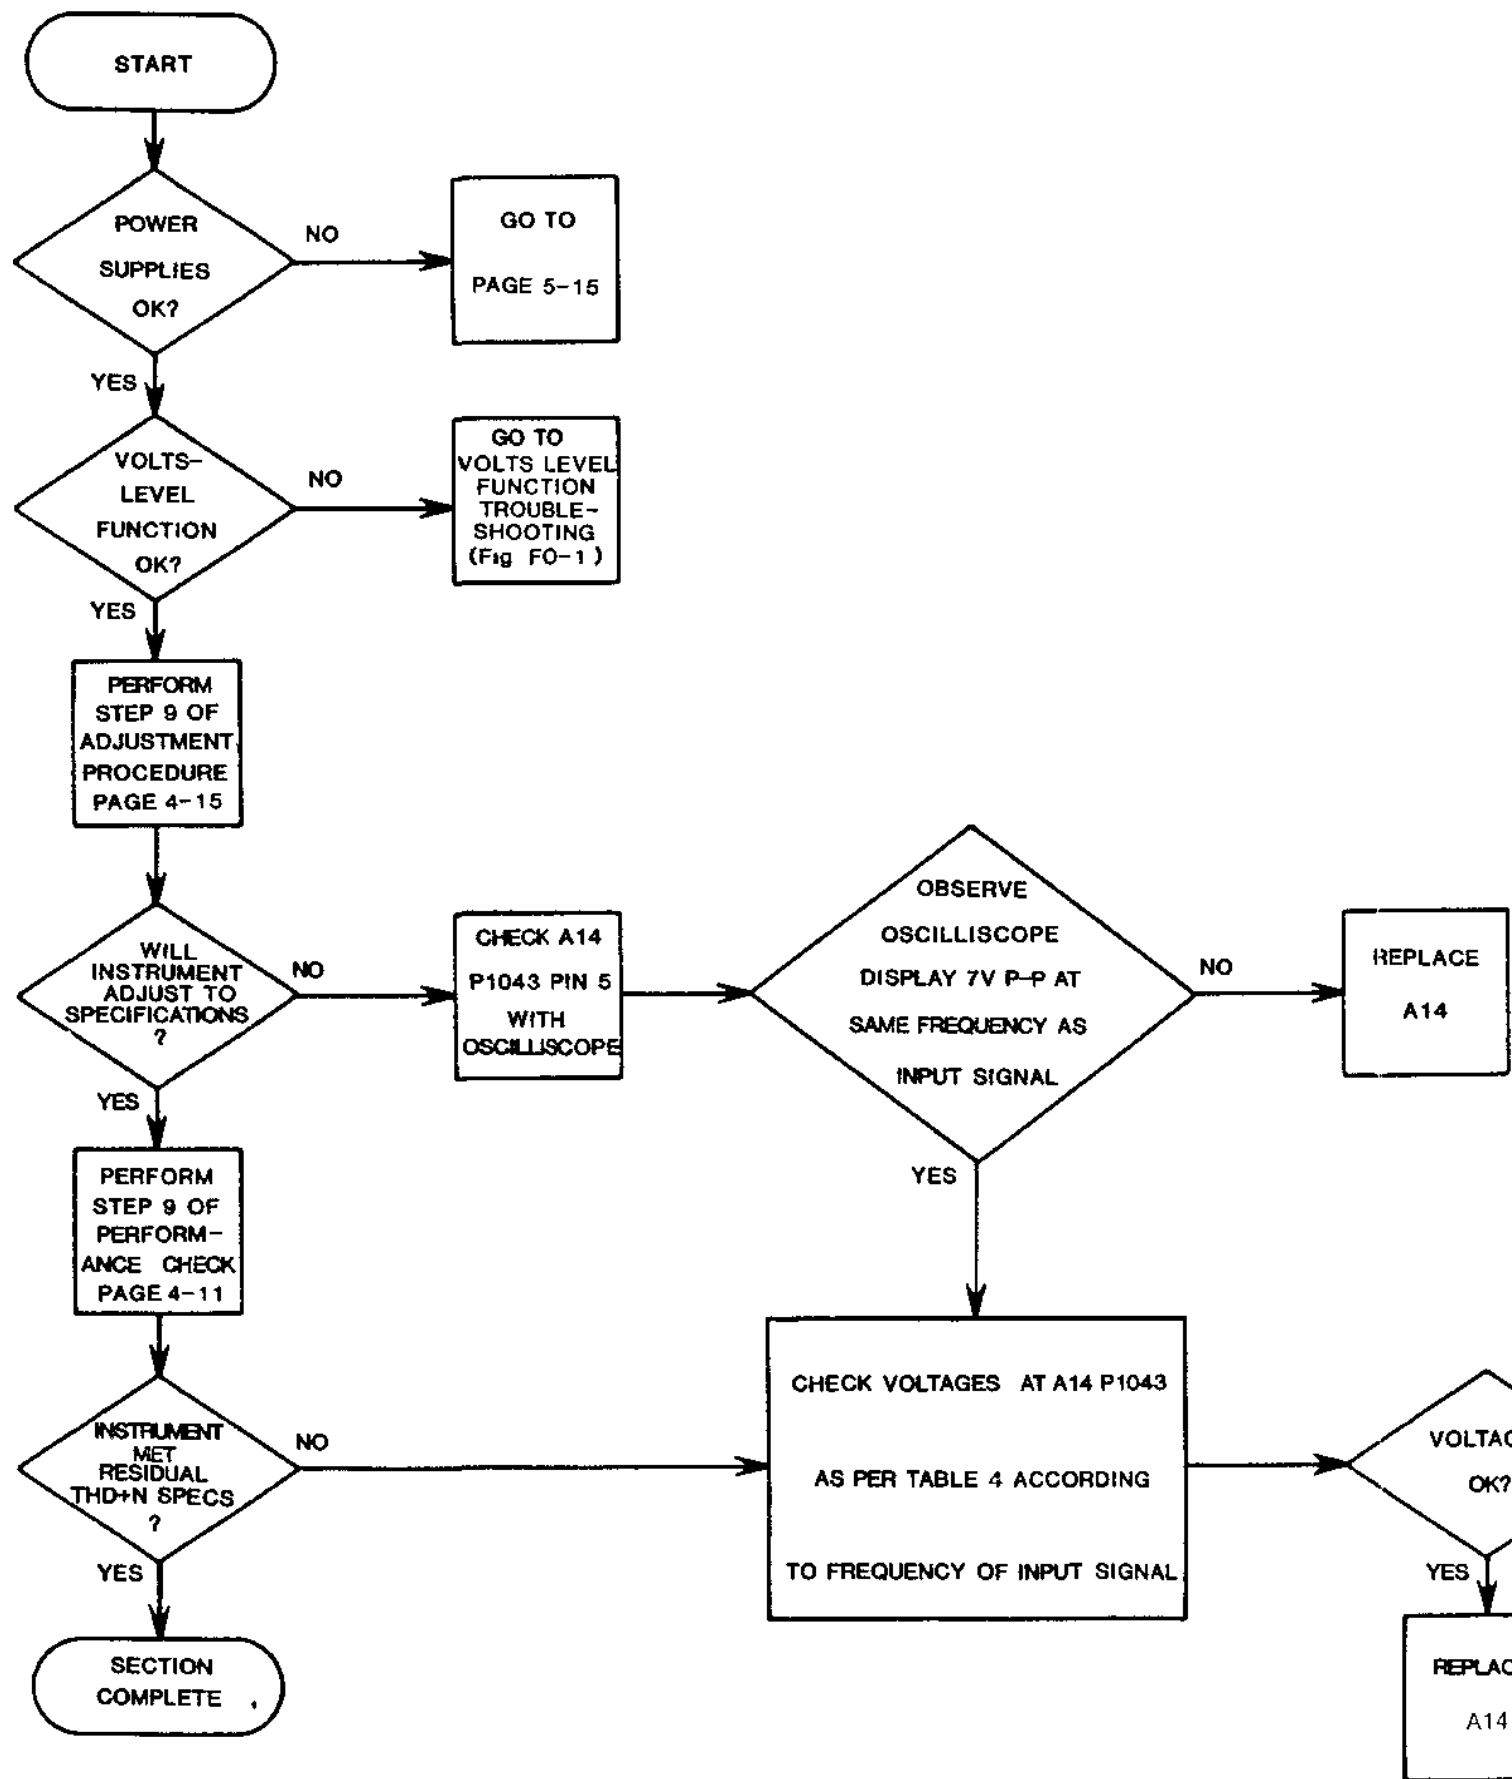 START
POWER
SUPPLIES
OK?
NO
GO TO
PAGE 5-15
YES
VOLTS-
LEVEL
FUNCTION
OK?
NO
GO TO
VOLTS LEVEL
FUNCTION
TROUBLE-
SHOOTING
(Fig FO-1)
YES
PERFORM
STEP 9 OF
ADJUSTMENT
PROCEDURE
PAGE 4-15
WILL
INSTRUMENT
ADJUST TO
SPECIFICATIONS
?
NO
CHECK A14
P1043 PIN 5
WITH
OSCILLISCOPE
OBSERVE
OSCILLISCOPE
DISPLAY 7V P-P AT
SAME FREQUENCY AS
INPUT SIGNAL
NO
REPLACE
A14
YES
YES
PERFORM
STEP 9 OF
PERFORM-
ANCE CHECK
PAGE 4-11
INSTRUMENT
MET
RESIDUAL
THD+N SPECS
?
NO
CHECK VOLTAGES AT A14 P1043
AS PER TABLE 4 ACCORDING
TO FREQUENCY OF INPUT SIGNAL
VOLTAG
OK?
YES
REPLAC
A14
YES
SECTION
COMPLETE